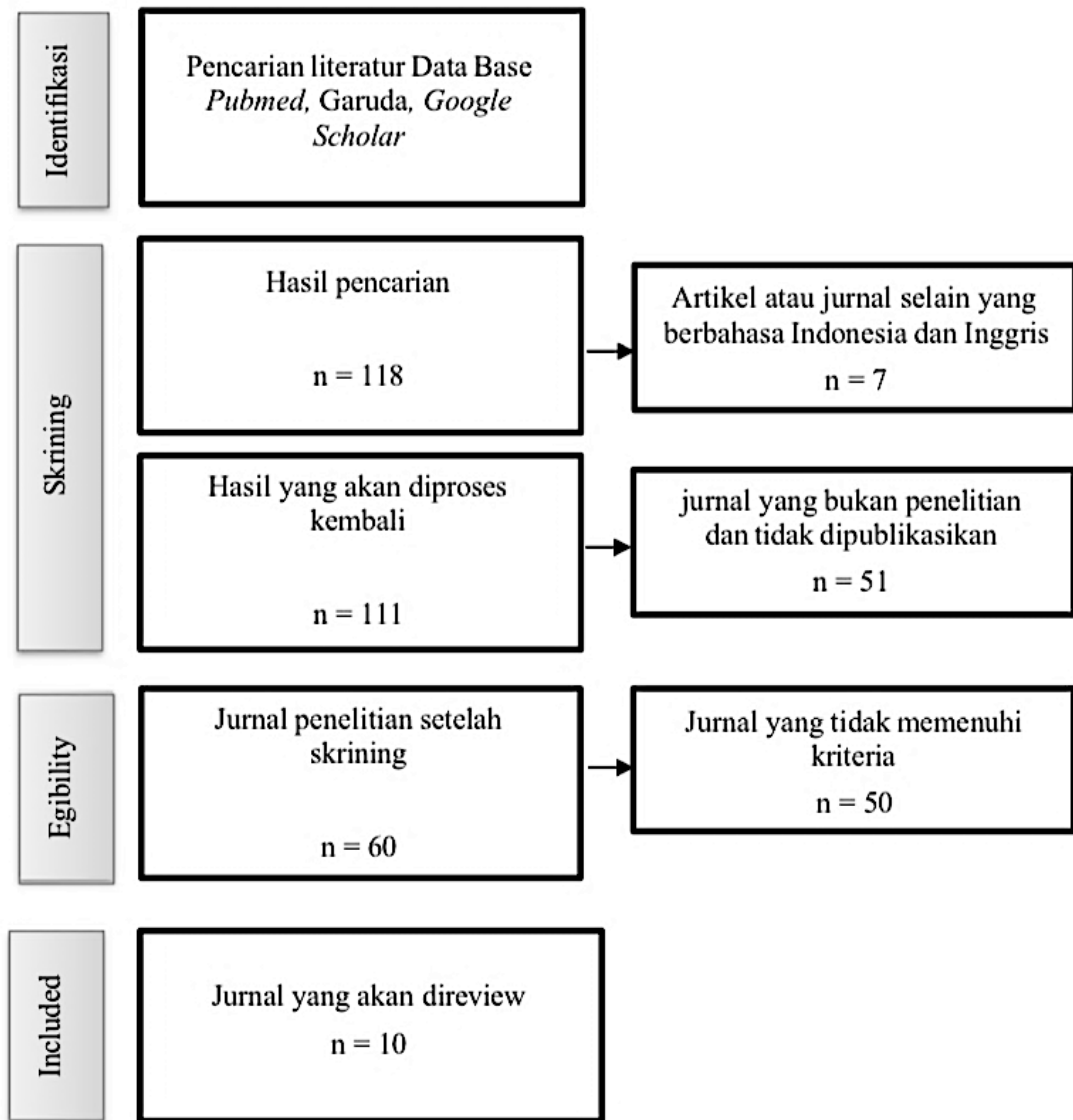 Identifikasi
Pencarian literatur Data Base
Pubmed, Garuda, Google
Scholar
Skrining
Hasil pencarian
n = 118
Artikel atau jurnal selain yang
berbahasa Indonesia dan Inggris
n = 7
Hasil yang akan diproses
kembali
n = 111
jurnal yang bukan penelitian
dan tidak dipublikasikan
n = 51
Egibility
Jurnal penelitian setelah
skrining
n = 60
Jurnal yang tidak memenuhi
kriteria
n = 50
Included
Jurnal yang akan direview
n = 10